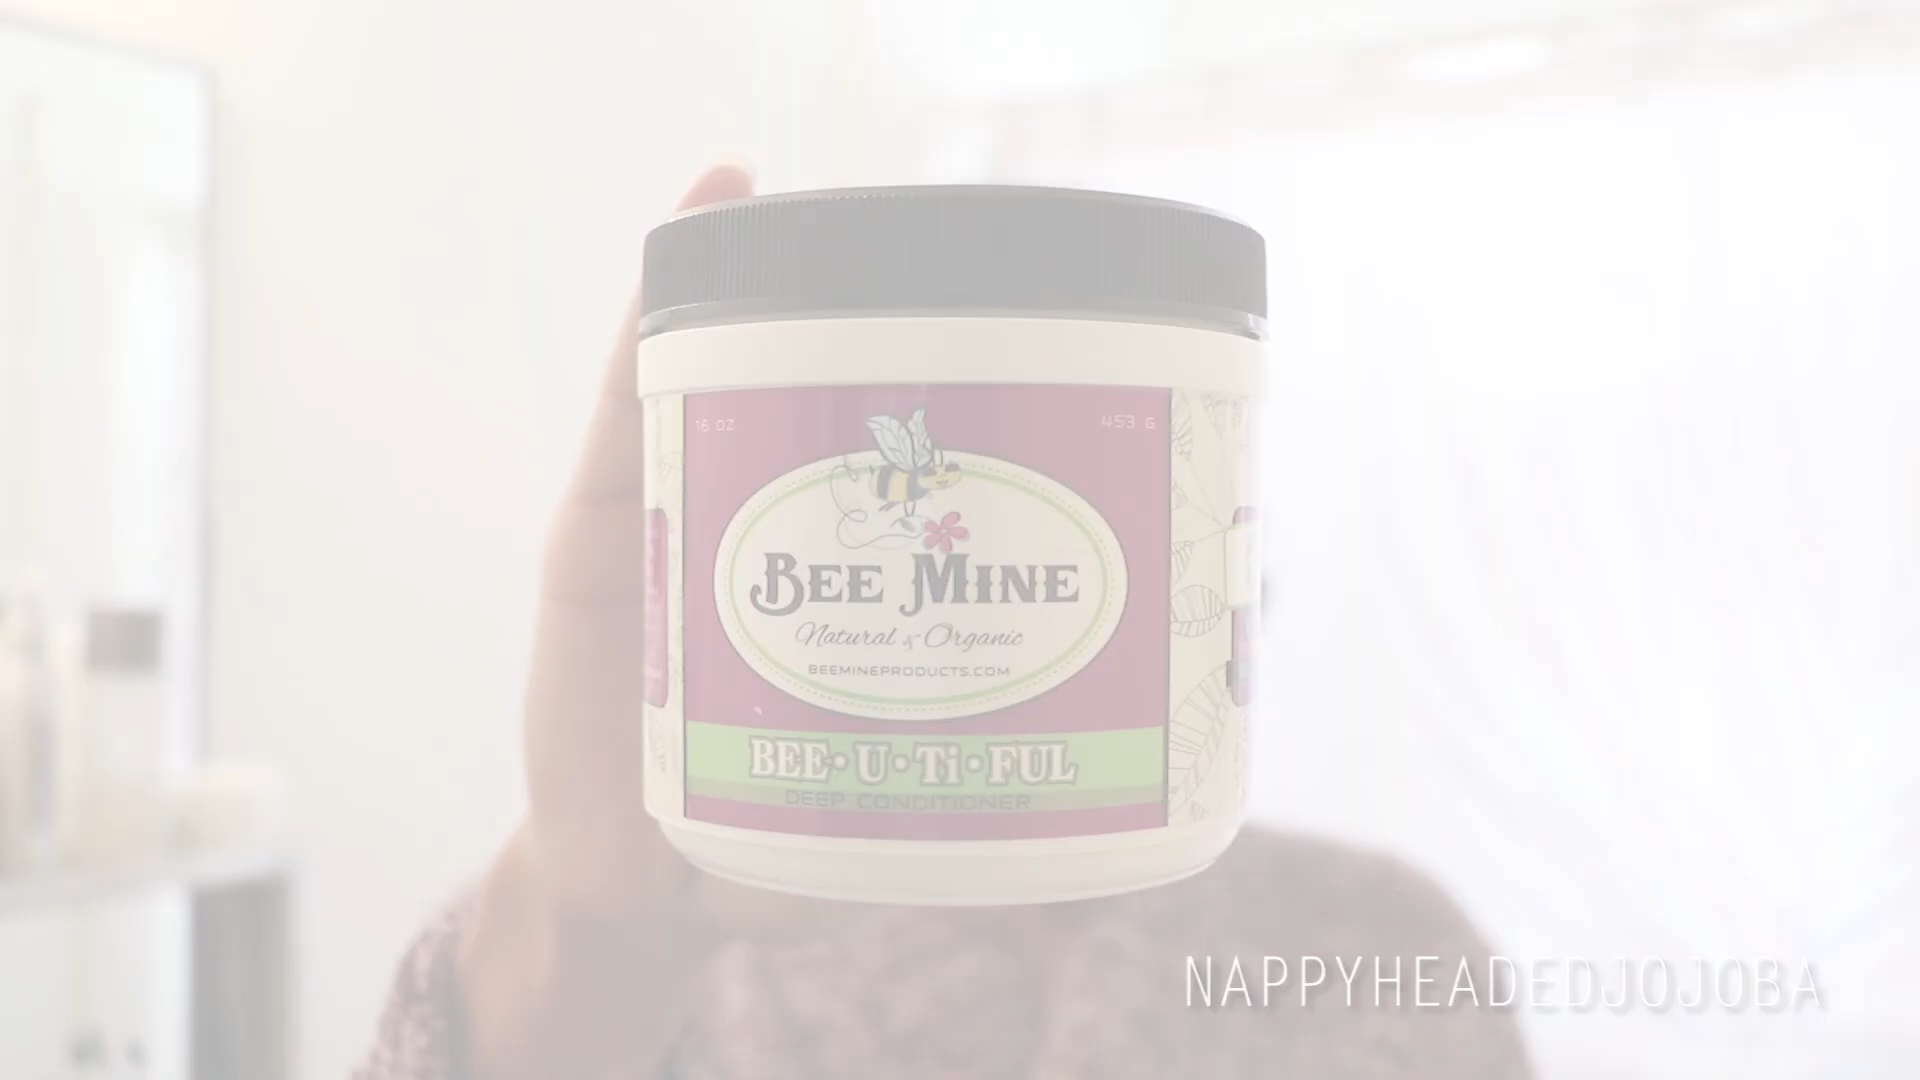 16 OZ
453 G
BEE MINE
Natural & Organic
BEEMINEPRODUCTS.COM
BEE•U•Ti•FUL
DEEP CONDITIONER
NAPPYHEADEDJOJOBA